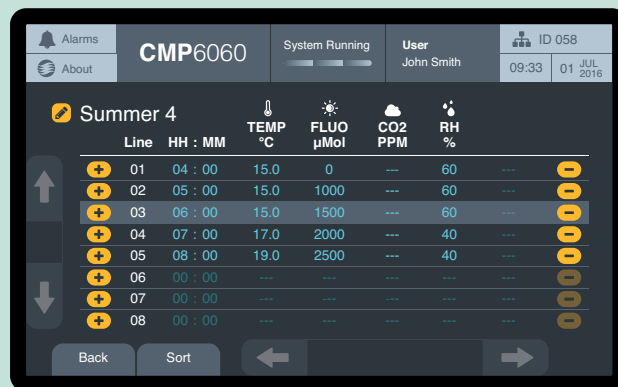 Alarms
About
CMP6060
System Running
User
John Smith
ID 058
09:33
01 JUL 2016
Summer 4
Line HH : MM TEMP °C FLUO µMol CO2 PPM RH %
01 04 : 00 15.0 0 --- 60 ---
02 05 : 00 15.0 1000 --- 60 ---
03 06 : 00 15.0 1500 --- 60 ---
04 07 : 00 17.0 2000 --- 40 ---
05 08 : 00 19.0 2500 --- 40 ---
06 00 : 00 --- --- --- --- ---
07 00 : 00 --- --- --- --- ---
08 00 : 00 --- --- --- --- ---
Back
Sort